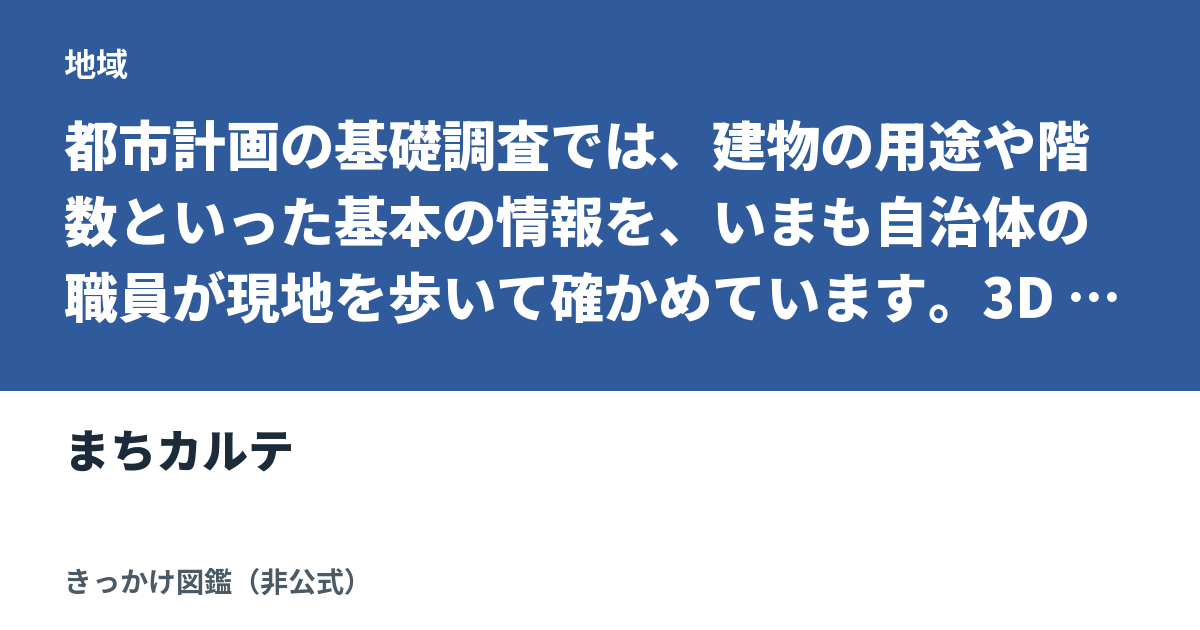 地域
都市計画の基礎調査では、建物の用途や階
数といった基本の情報を、いまも自治体の
職員が現地を歩いて確かめています。3D …
まちカルテ
きっかけ図鑑（非公式）